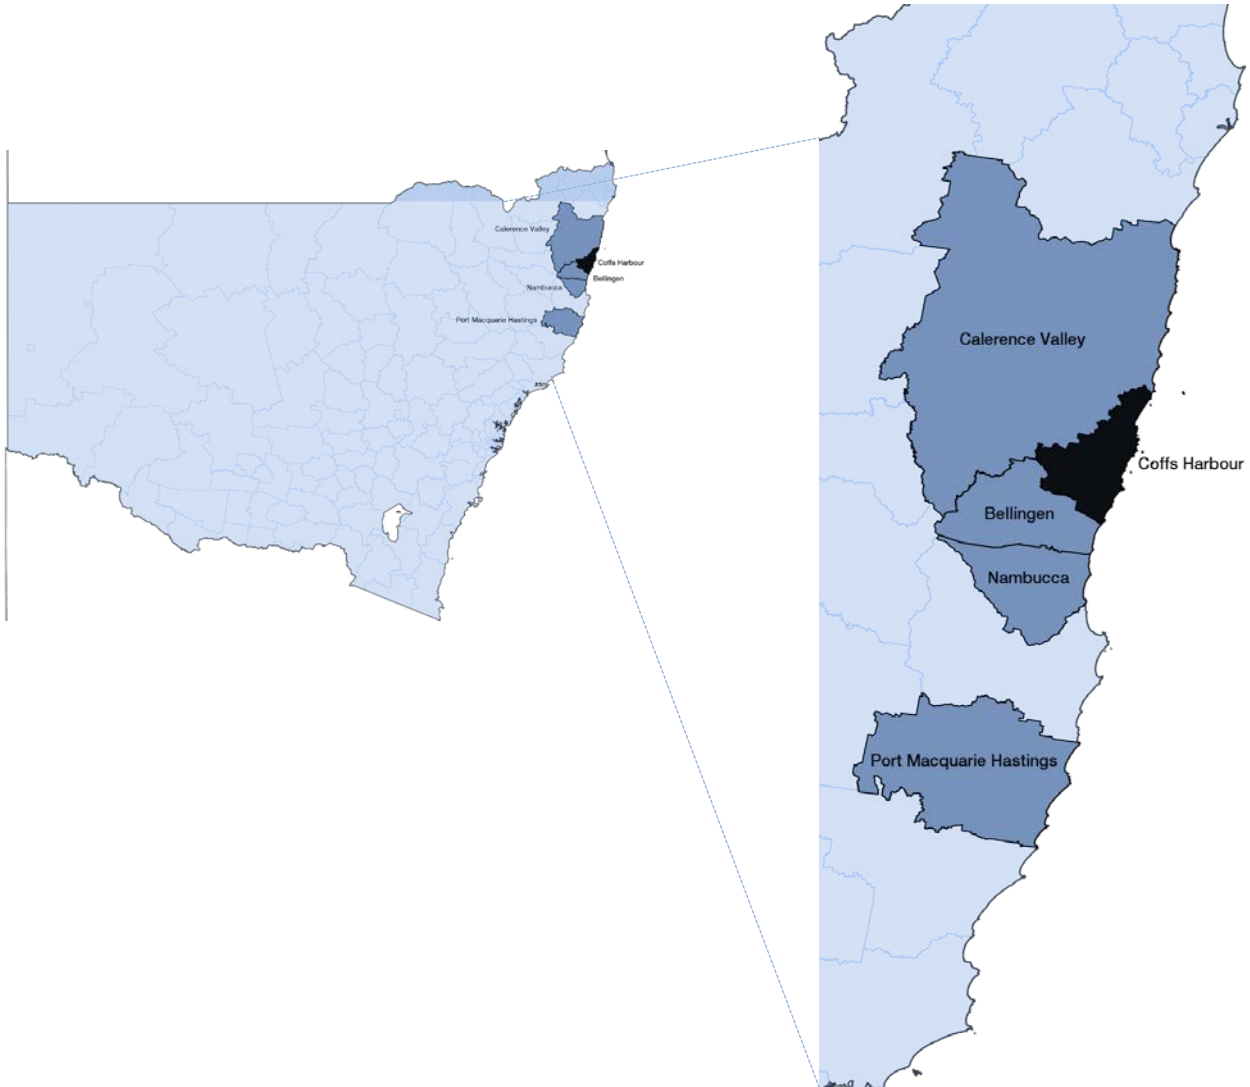 Calerence Valley
Coffs Harbour
Bellingen
Nambucca
Port Macquarie Hastings
Calerence Valley
Coffs Harbour
Bellingen
Nambucca
Port Macquarie Hastings